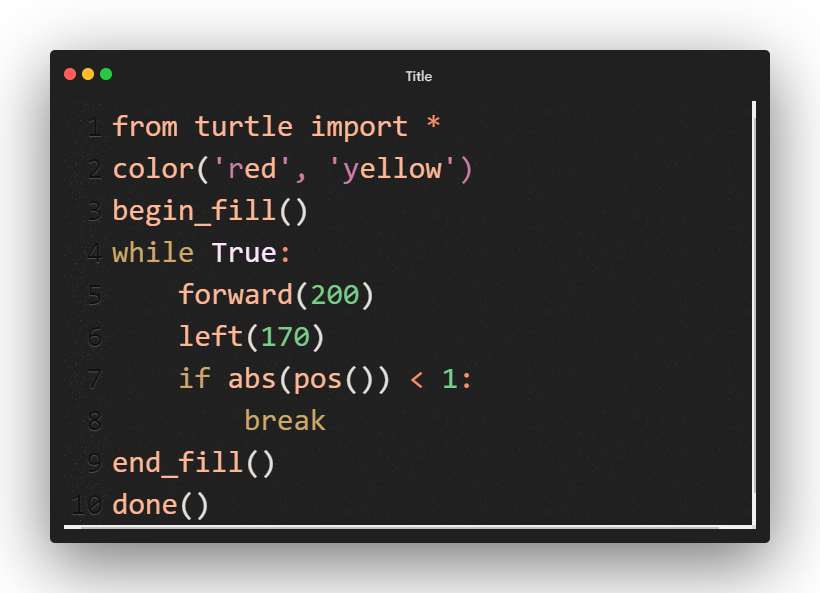 Title
1 from turtle import *
2 color('red', 'yellow')
3 begin_fill()
4 while True:
5     forward(200)
6     left(170)
7     if abs(pos()) < 1:
8         break
9 end_fill()
10 done()